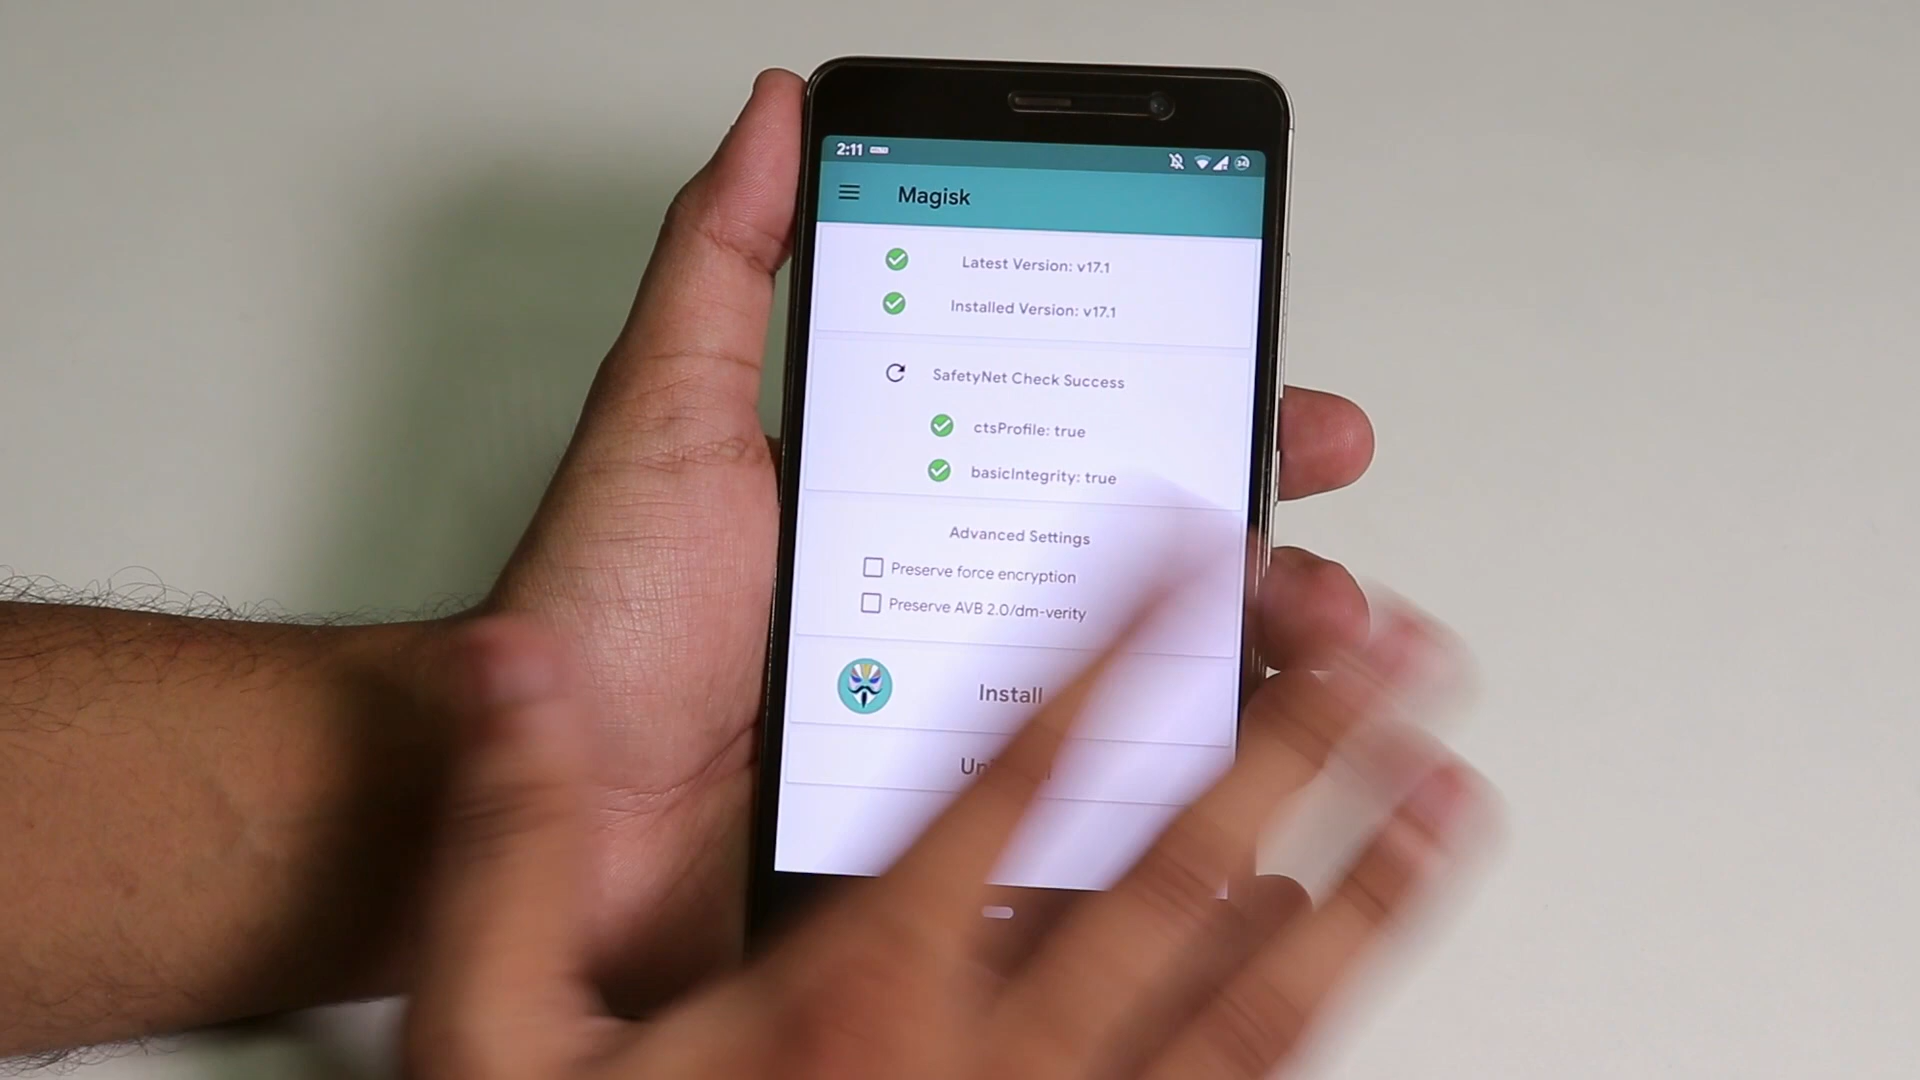 2:11
34
Magisk
Latest Version: v17.1
Installed Version: v17.1
SafetyNet Check Success
ctsProfile: true
basicIntegrity: true
Advanced Settings
Preserve force encryption
Preserve AVB 2.0/dm-verity
Install